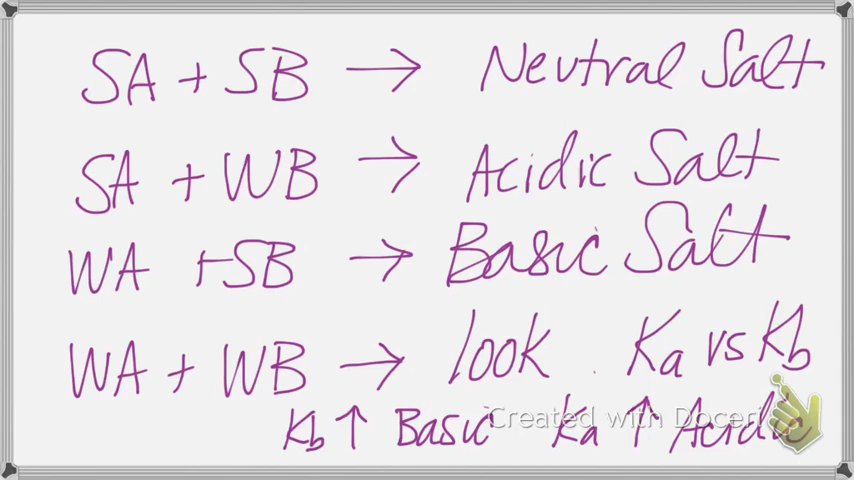 SA + SB → Neutral Salt
SA + WB → Acidic Salt
WA + SB → Basic Salt
WA + WB → look Ka vs Kb
Kb ↑ Basic Ka ↑ Acidic
Created with Doceri